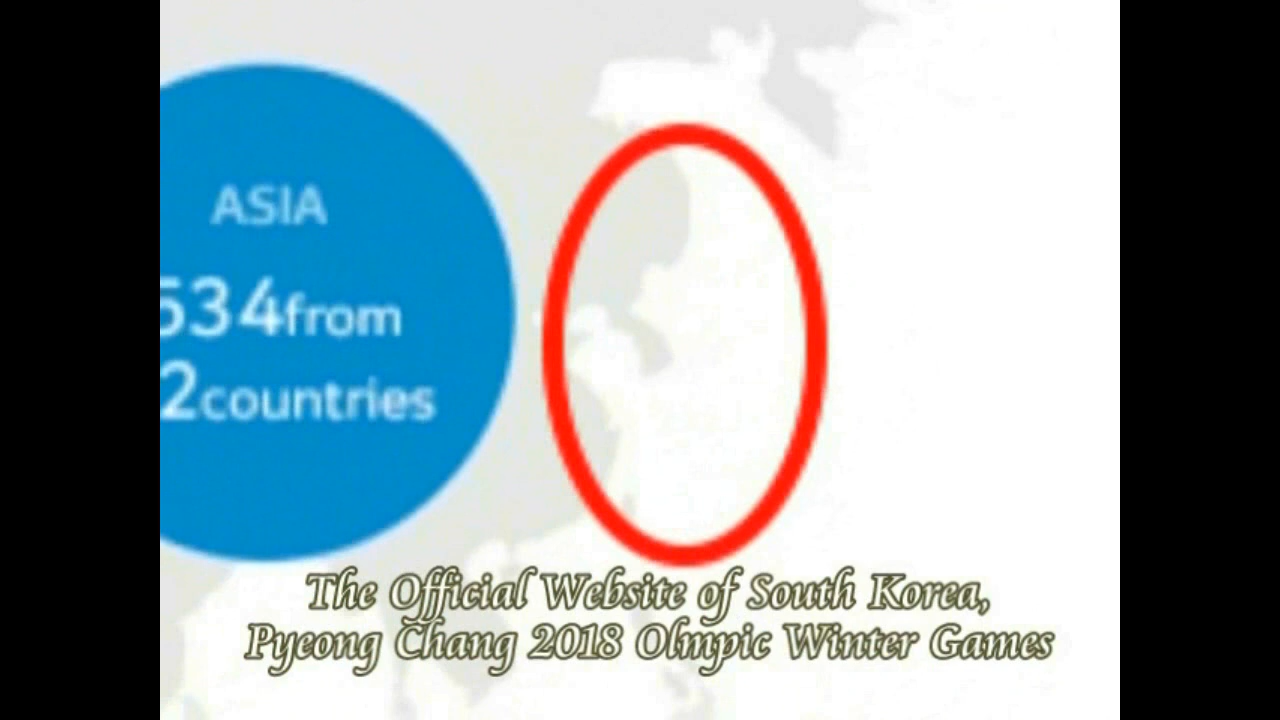 ASIA
534from
2countries
The Official Website of South Korea,
Pyeong Chang 2018 Olmpic Winter Games